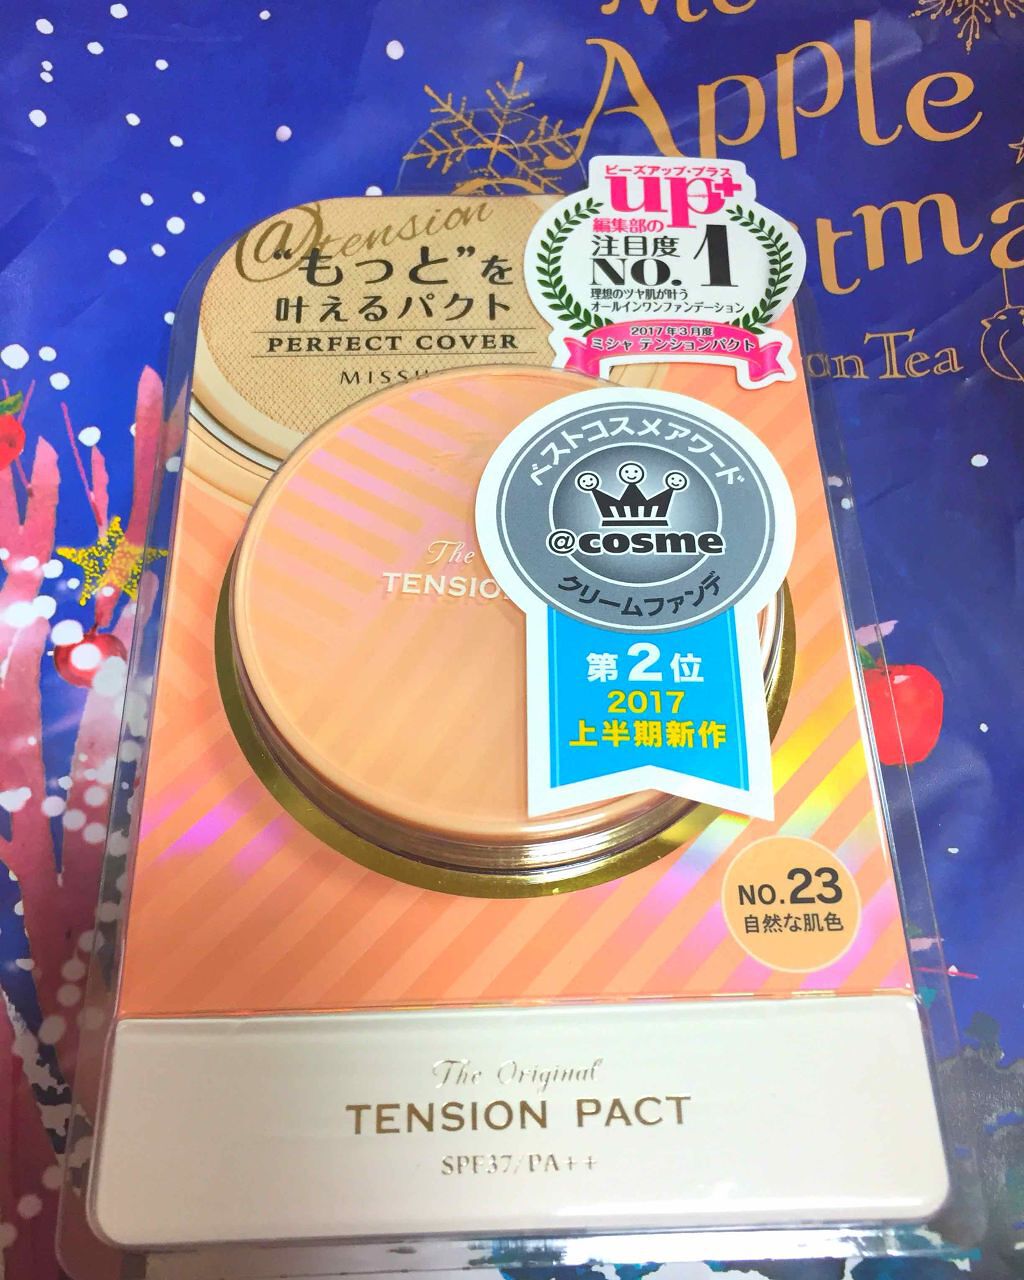 Me
Apple
tma
an Tea
@tension
"もっと"を
叶えるパクト
PERFECT COVER
MISSH
ビーズアップ・プラス
up+
編集部の
注目度
NO.1
理想のツヤ肌が叶う
オールインワンファンデーション
2017年3月度
ミシャ テンションパクト
The
TENSIO
ベストコスメアワード
@cosme
クリームファンデ
第2位
2017
上半期新作
NO.23
自然な肌色
The Original
TENSION PACT
SPF37/PA++